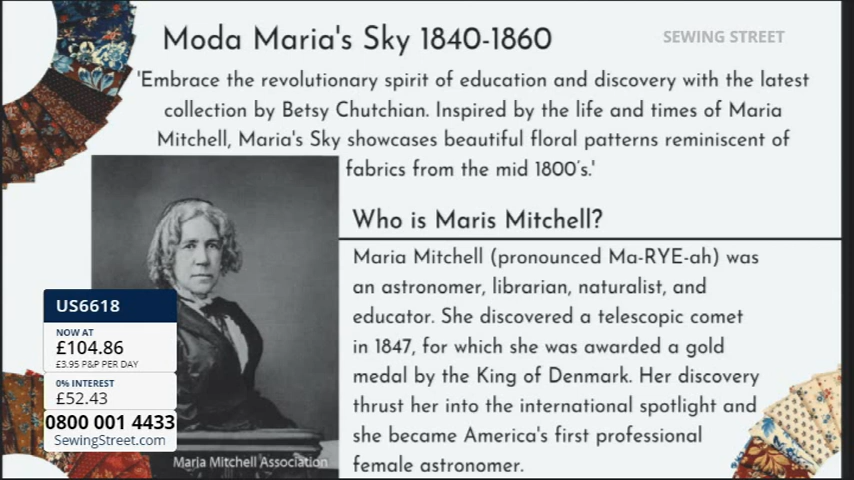 Moda Maria's Sky 1840-1860
SEWING STREET
'Embrace the revolutionary spirit of education and discovery with the latest
collection by Betsy Chutchian. Inspired by the life and times of Maria
Mitchell, Maria's Sky showcases beautiful floral patterns reminiscent of
fabrics from the mid 1800's.'
Who is Maris Mitchell?
Maria Mitchell (pronounced Ma-RYE-ah) was
an astronomer, librarian, naturalist, and
educator. She discovered a telescopic comet
in 1847, for which she was awarded a gold
medal by the King of Denmark. Her discovery
thrust her into the international spotlight and
she became America's first professional
female astronomer.
US6618
NOW AT
£104.86
£3.95 P&P PER DAY
0% INTEREST
£52.43
0800 001 4433
SewingStreet.com
Maria Mitchell Association